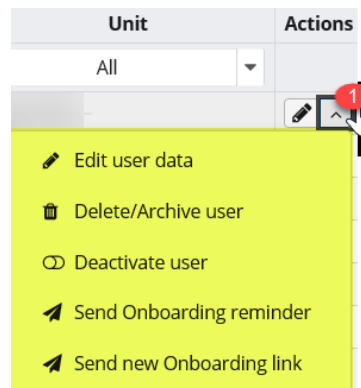 Unit Actions
All
1
Edit user data
Delete/Archive user
Deactivate user
Send Onboarding reminder
Send new Onboarding link